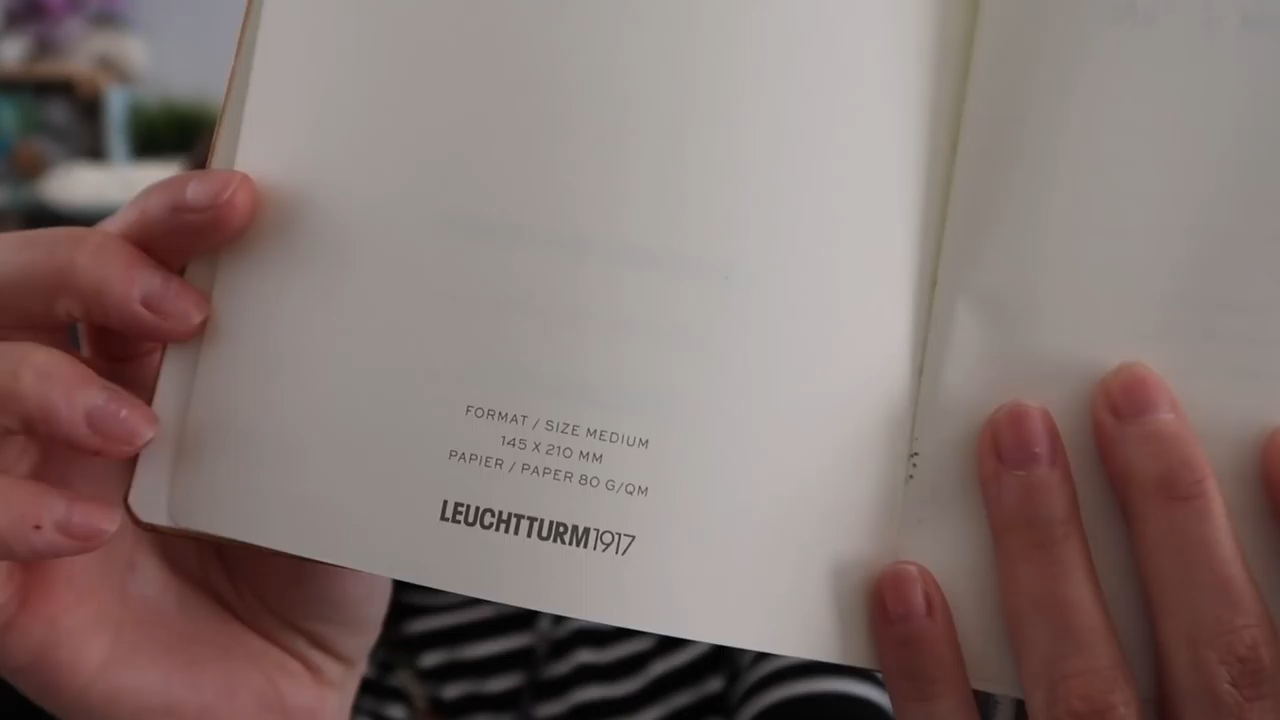 FORMAT / SIZE MEDIUM
145 X 210 MM
PAPIER / PAPER 80 G/QM
LEUCHTTURM1917